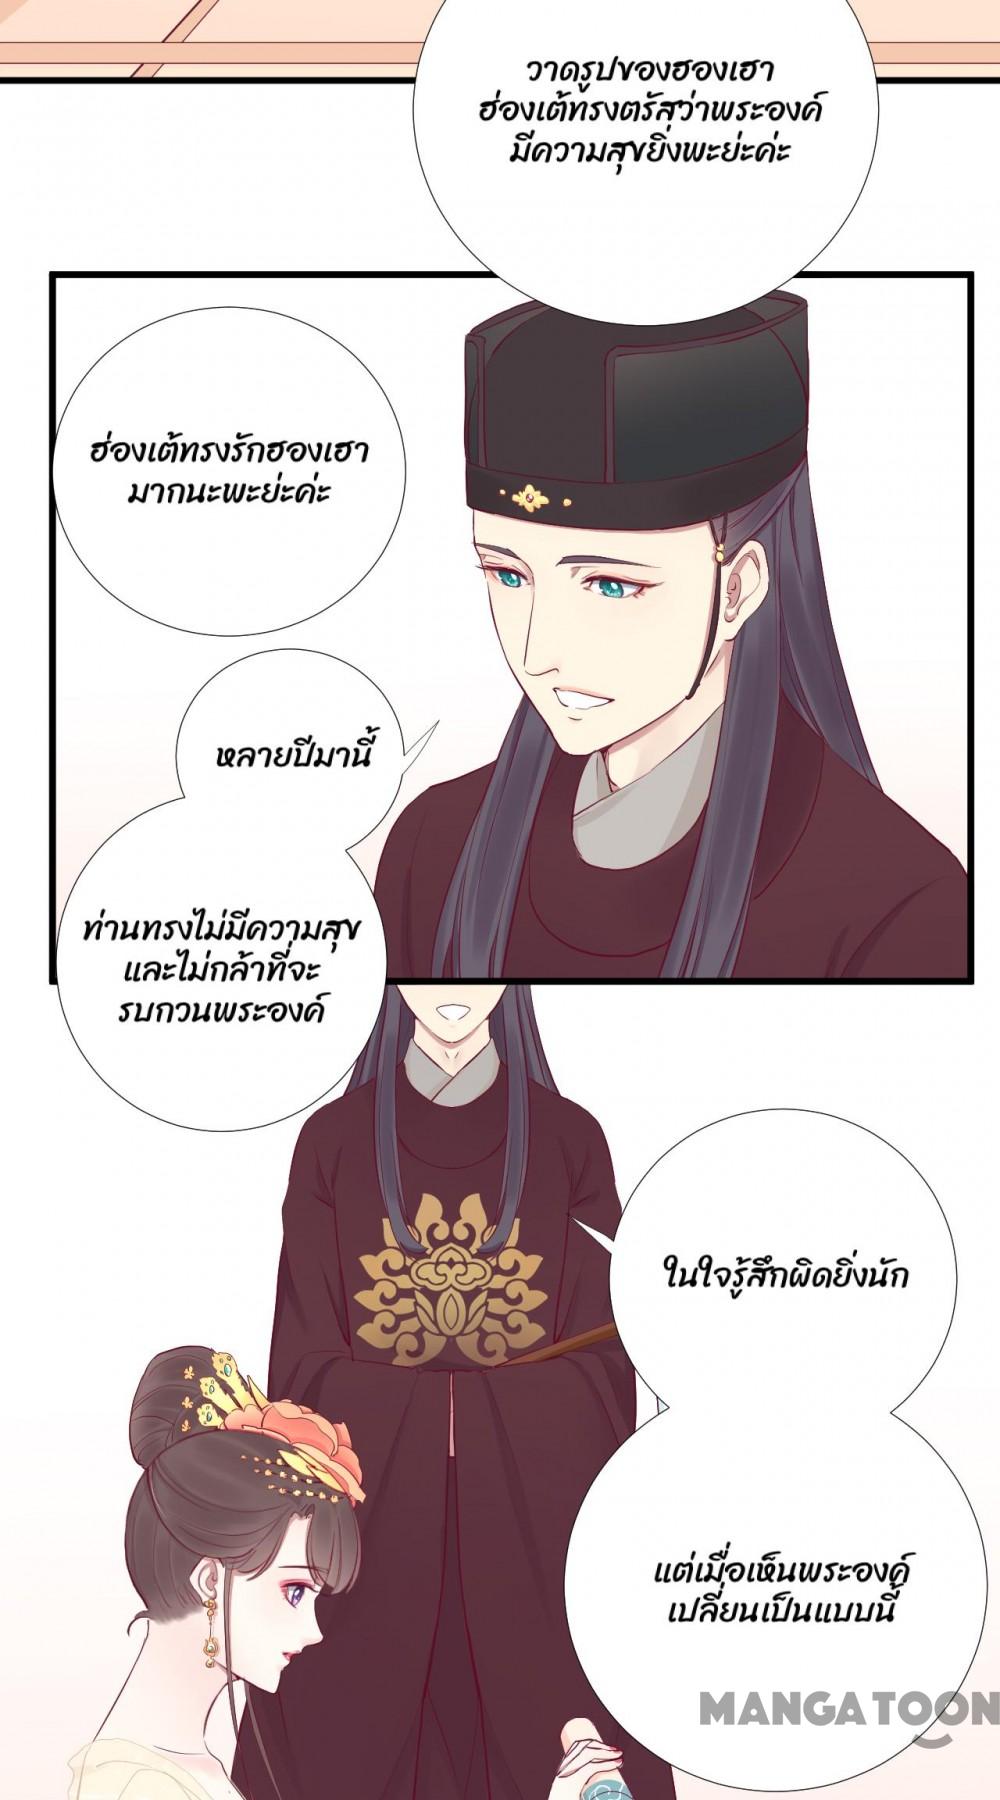 วาดรูปของฮองเฮา
ฮ่องเต้ทรงตรัสว่าพระองค์
มีความสุขยิ่งพะย่ะค่ะ
ฮ่องเต้ทรงรักฮองเฮา
มากนะพะย่ะค่ะ
หลายปีมานี้
ท่านทรงไม่มีความสุข
และไม่กล้าที่จะ
รบกวนพระองค์
ในใจรู้สึกผิดยิ่งนัก
แต่เมื่อเห็นพระองค์
เปลี่ยนเป็นแบบนี้
MANGATOON